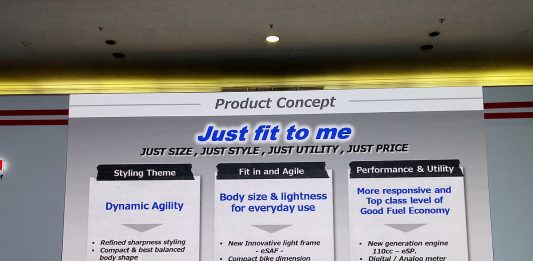 Product Concept
Just fit to me
JUST SIZE , JUST STYLE , JUST UTILITY , JUST PRICE
Styling Theme
Dynamic Agility
• Refined sharpness styling
• Compact & best balanced
body shape
Fit in and Agile
Body size & lightness
for everyday use
• New Innovative light frame
- eSAF -
• Compact bike dimension
Performance & Utility
More responsive and
Top class level of
Good Fuel Economy
• New generation engine
110cc – eSP.
• Digital / Analog meter